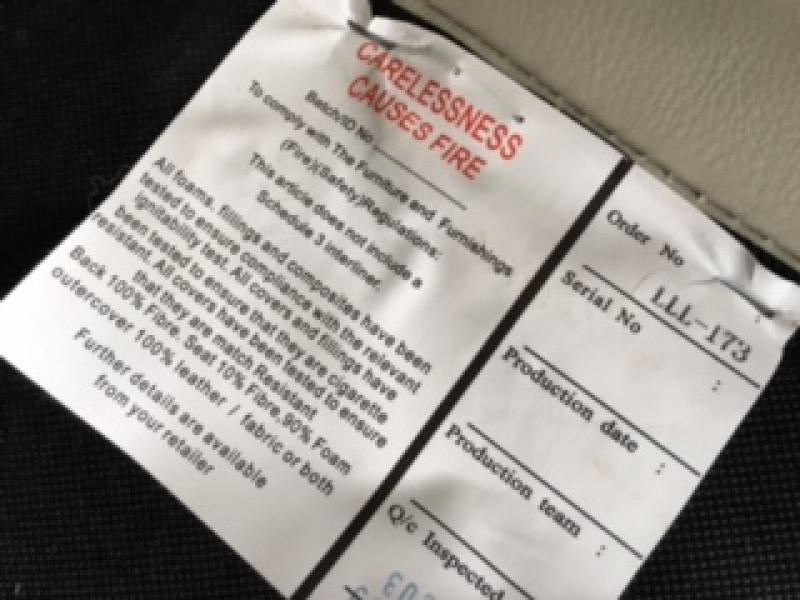 CARELESSNESS
CAUSES FIRE
Batch/ID No
To comply with The Furniture and Furnishings
(Fire)(Safety)Regulations:
This article does not include a
Schedule 3 interliner.
All foams, fillings and composites have been
tested to ensure compliance with the relevant
ignitability test. All covers and fillings have
been tested to ensure that they are cigarette
resistant. All covers have been tested to ensure
that they are match Resistant
Back 100% Fibre. Seat 10% Fibre,90% Foam
outercover 100% leather / fabric or both
Further details are available
from your retailer
Order No
LLL-173
Serial No :
Production date :
Production team :
Q/c Inspected